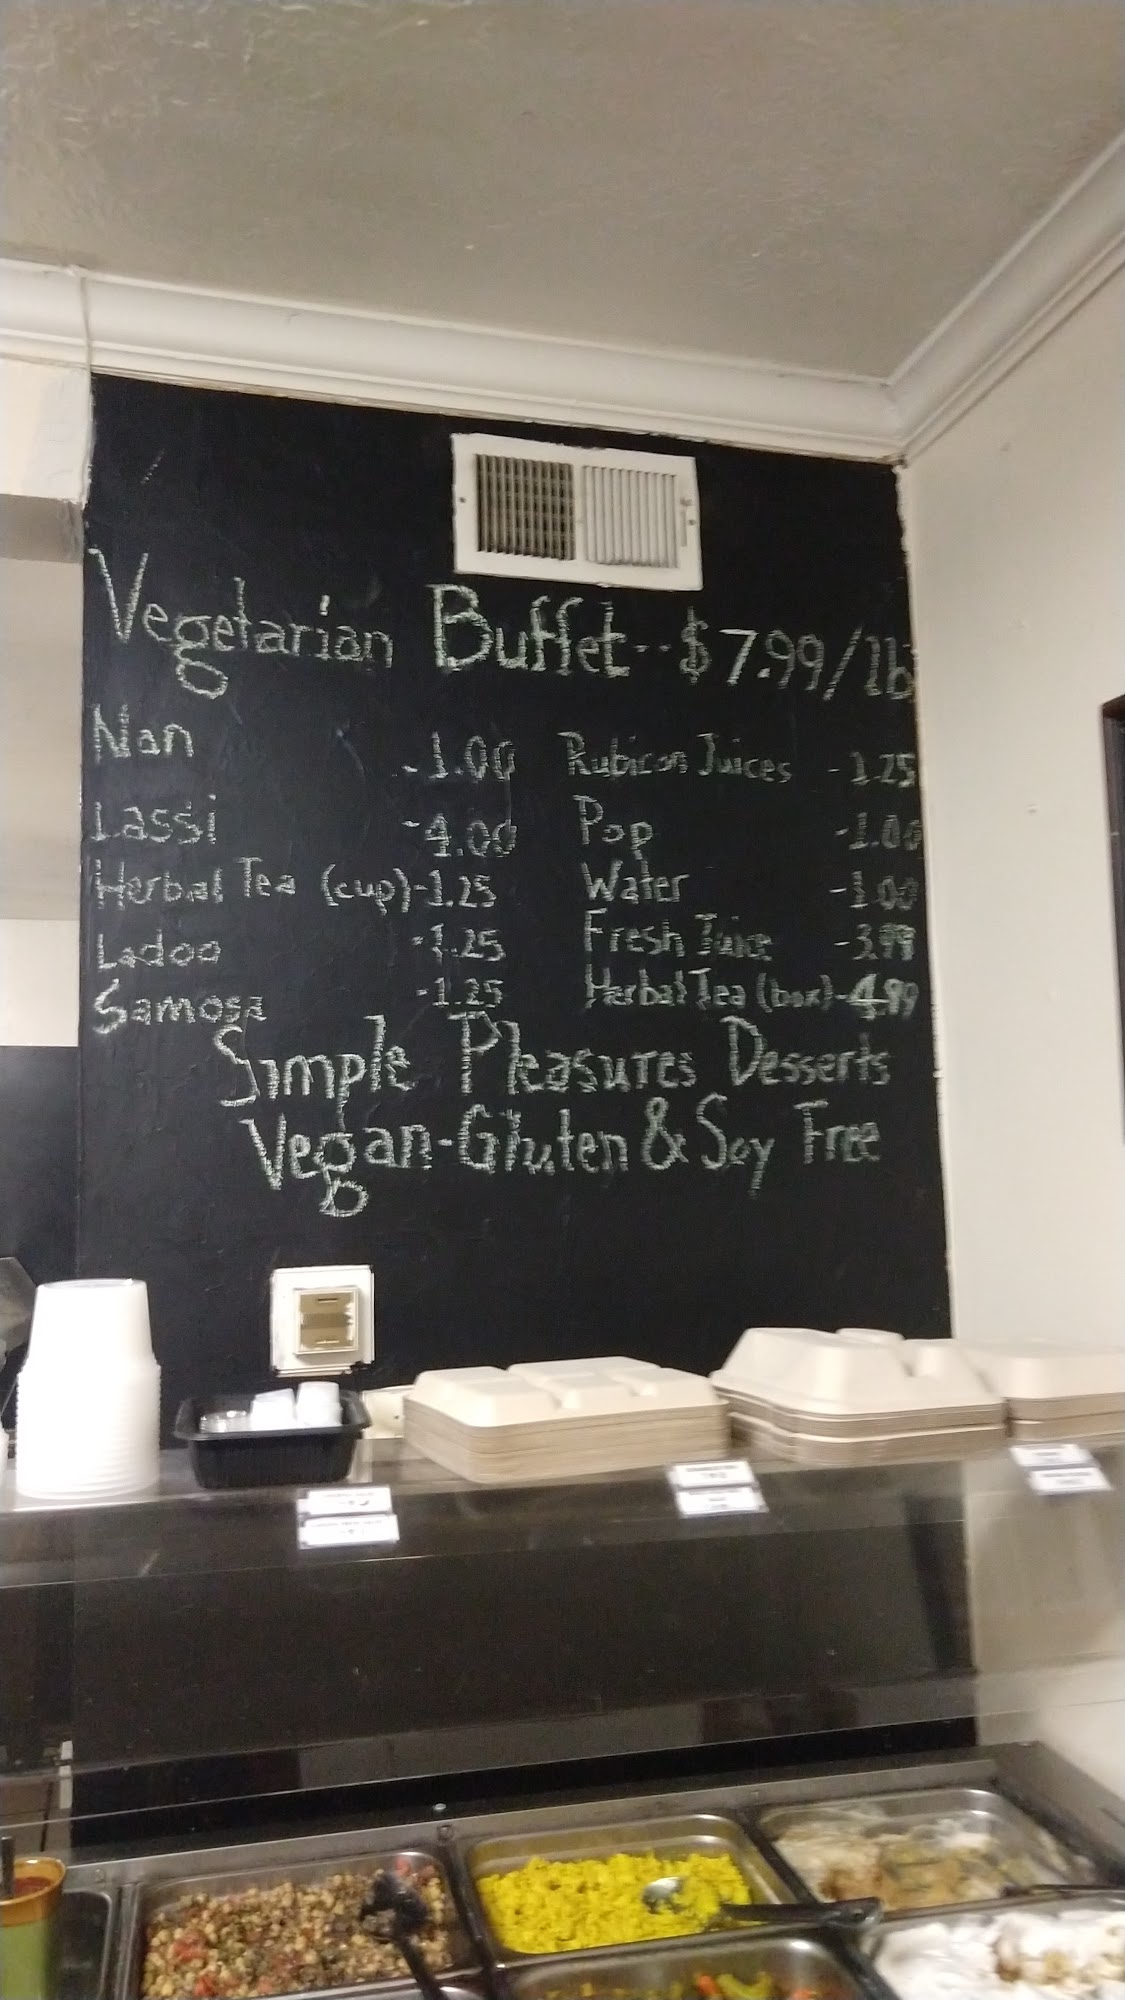 Vegetarian Buffet--$7.99/lb
Nan -1.00
Lassi -4.00
Herbal Tea (cup)-1.25
Ladoo -1.25
Samosa -1.25
Rubicon Juices -1.25
Pop -1.00
Water -1.00
Fresh Juice -3.99
Herbal Tea (box)-4.99
Simple Pleasures Desserts
Vegan-Gluten & Soy Free